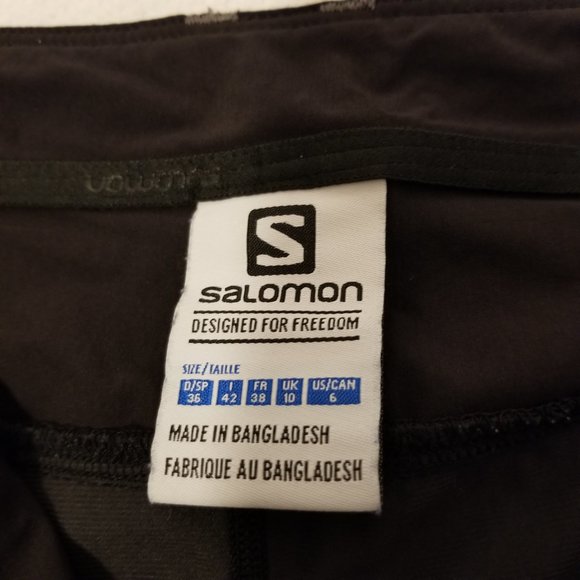 S
salomon
DESIGNED FOR FREEDOM
SIZE/TAILLE
D/SP I FR UK US/CAN
36 42 38 10 6
MADE IN BANGLADESH
FABRIQUE AU BANGLADESH